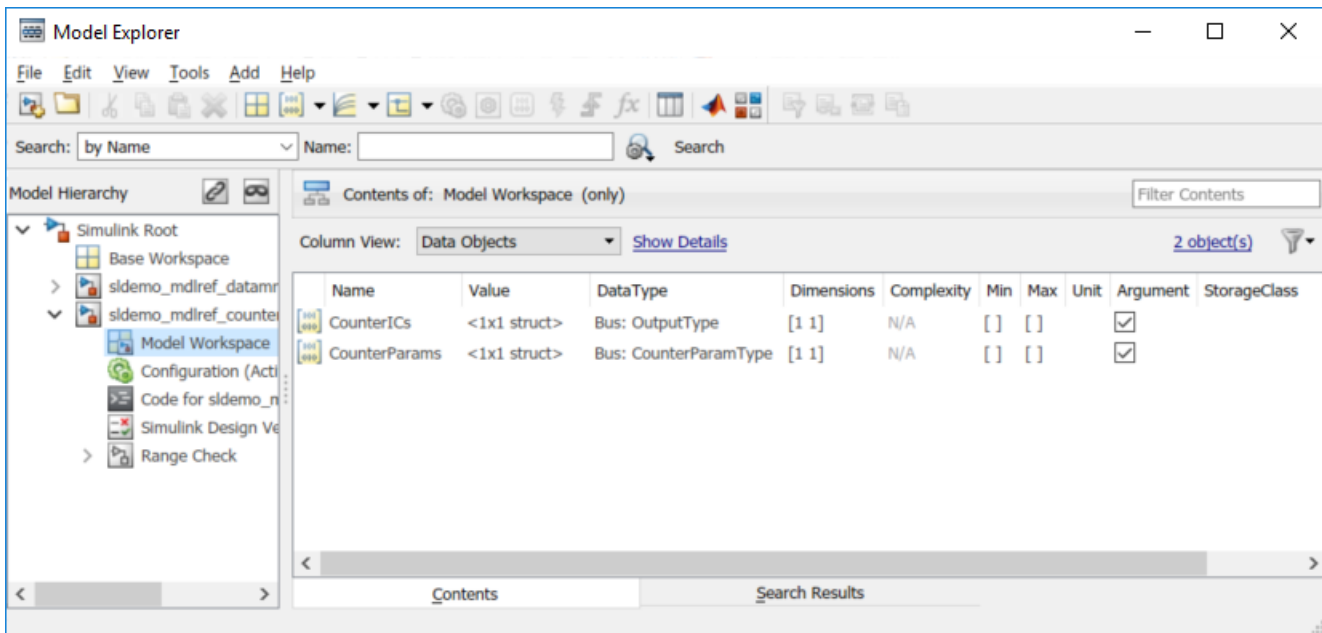 Model Explorer
File Edit View Tools Add Help
fx
Search: by Name Name: Search
Model Hierarchy
Contents of: Model Workspace (only) Filter Contents
Simulink Root
Base Workspace
sldemo_mdlref_datamr
sldemo_mdlref_counter
Model Workspace
Configuration (Acti
Code for sldemo_m
Simulink Design Ve
Range Check
Column View: Data Objects Show Details 2 object(s)
Name Value DataType Dimensions Complexity Min Max Unit Argument StorageClass
CounterICs <1x1 struct> Bus: OutputType [1 1] N/A [ ] [ ]
CounterParams <1x1 struct> Bus: CounterParamType [1 1] N/A [ ] [ ]
Contents Search Results